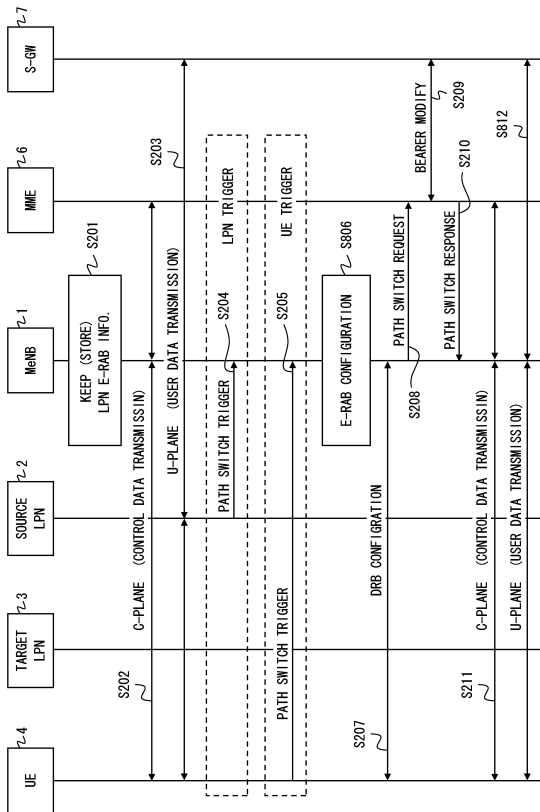 UE
4
TARGET
LPN
3
SOURCE
LPN
2
MeNB
1
MME
6
S-GW
7
KEEP (STORE)
LPN E-RAB INFO.
S201
S202
C-PLANE (CONTROL DATA TRANSMISSIN)
U-PLANE (USER DATA TRANSMISSION)
S203
PATH SWITCH TRIGGER
S204
LPN TRIGGER
PATH SWITCH TRIGGER
S205
UE TRIGGER
E-RAB CONFIGURATION
S806
S207
DRB CONFIGRATION
S208
PATH SWITCH REQUEST
BEARER MODIFY
S209
PATH SWITCH RESPONSE
S210
S211
C-PLANE (CONTROL DATA TRANSMISSIN)
U-PLANE (USER DATA TRANSMISSION)
S812